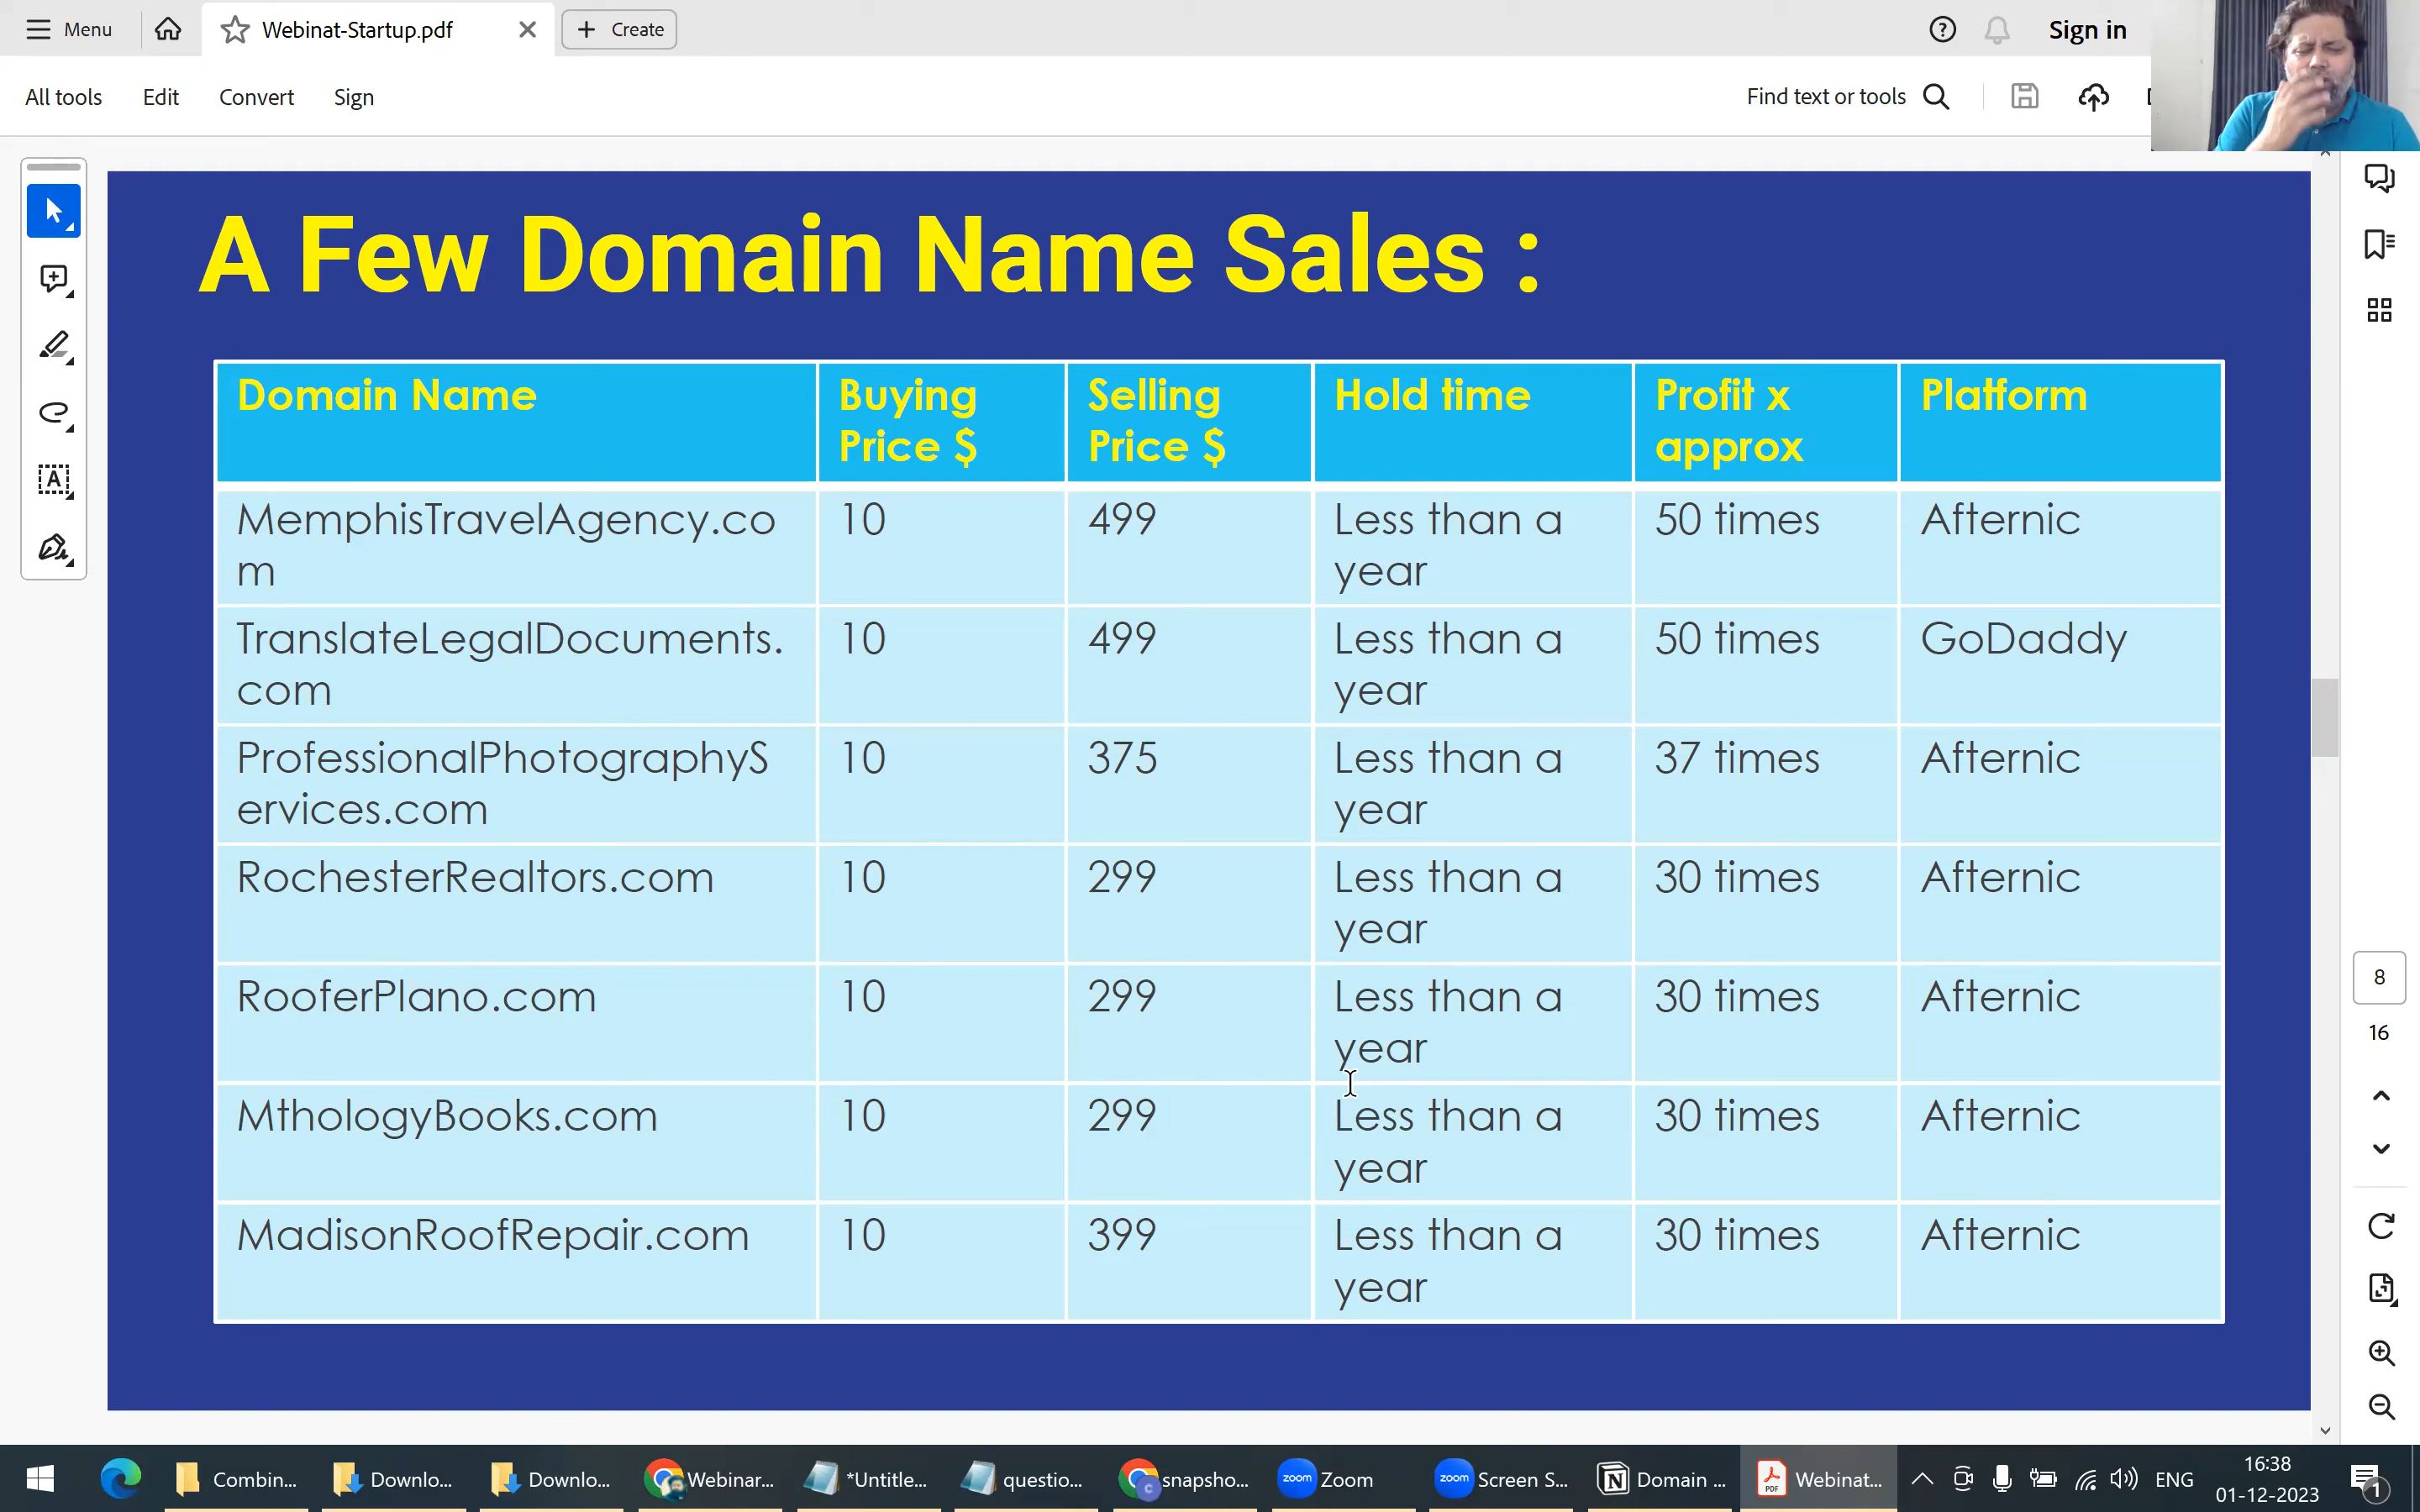 Menu
Webinat-Startup.pdf
Create
Sign in
All tools
Edit
Convert
Sign
Find text or tools
A Few Domain Name Sales :
Domain Name
Buying
Price $
Selling
Price $
Hold time
Profit x
approx
Platform
MemphisTravelAgency.co
m
10
499
Less than a
year
50 times
Afternic
TranslateLegalDocuments.
com
10
499
Less than a
year
50 times
GoDaddy
ProfessionalPhotographyS
ervices.com
10
375
Less than a
year
37 times
Afternic
RochesterRealtors.com
10
299
Less than a
year
30 times
Afternic
RooferPlano.com
10
299
Less than a
year
30 times
Afternic
MthologyBooks.com
10
299
Less than a
year
30 times
Afternic
MadisonRoofRepair.com
10
399
Less than a
year
30 times
Afternic
8
16
Combin...
Downlo...
Downlo...
Webinar...
*Untitle...
questio...
snapsho...
zoom
Zoom
zoom
Screen S...
Domain ...
PDF
Webinat...
ENG
16:38
01-12-2023
1